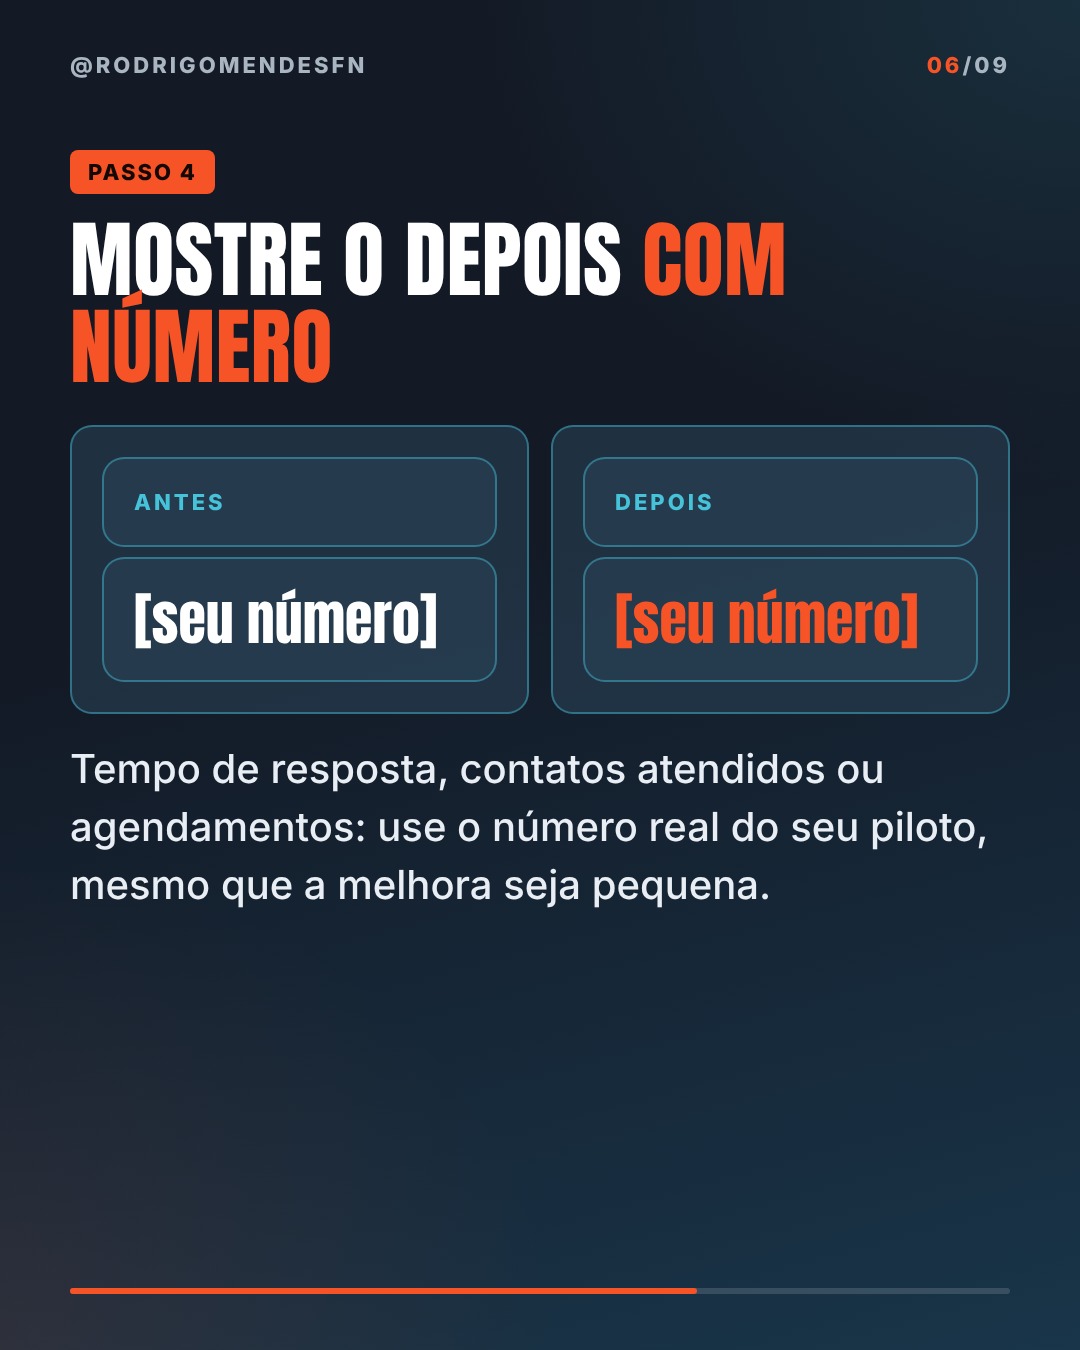 @RODRIGOMENDESFN
06/09
PASSO 4
MOSTRE O DEPOIS COM
NÚMERO
ANTES
[seu número]
DEPOIS
[seu número]
Tempo de resposta, contatos atendidos ou
agendamentos: use o número real do seu piloto,
mesmo que a melhora seja pequena.